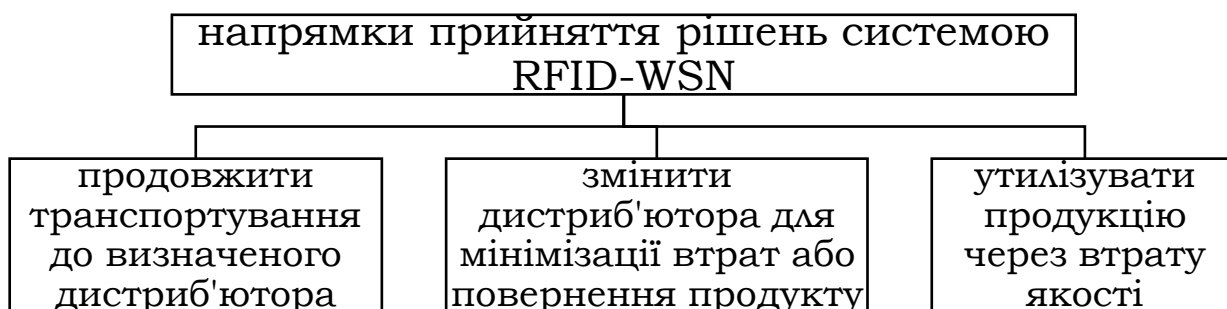 напрямки прийняття рішень системою
RFID-WSN
продовжити
транспортування
до визначеного
дистриб'ютора
змінити
дистриб'ютора для
мінімізації втрат або
повернення продукту
утилізувати
продукцію
через втрату
якості